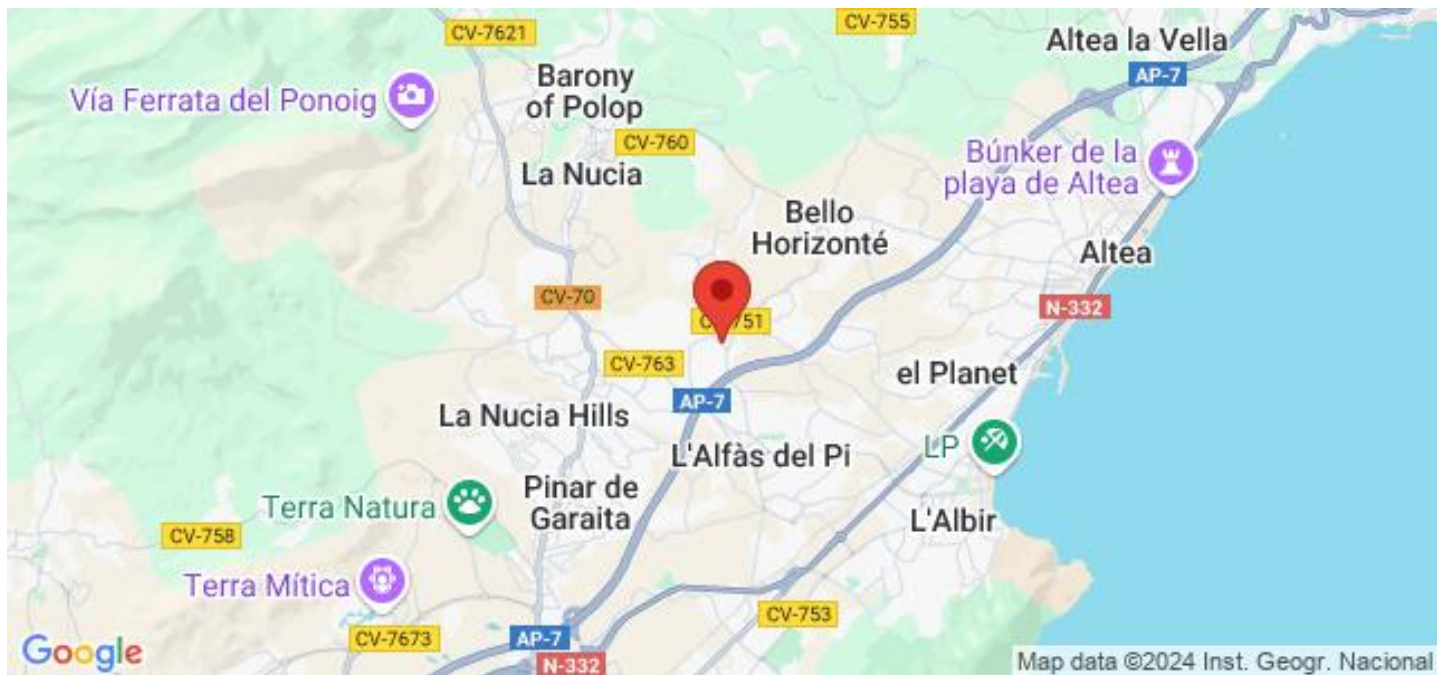 CV-7621
CV-755
Altea la Vella
AP-7
Barony
of Polop
Vía Ferrata del Ponoig
CV-760
Búnker de la
playa de Altea
La Nucia
Bello
Horizonté
Altea
CV-70
N-332
CV-763
el Planet
AP-7
La Nucia Hills
L'Alfàs del Pi
LP
Pinar de
Garaita
Terra Natura
L'Albir
CV-758
Terra Mítica
CV-753
CV-7673
AP-7
Google
N-332
Map data ©2024 Inst. Geogr. Nacional